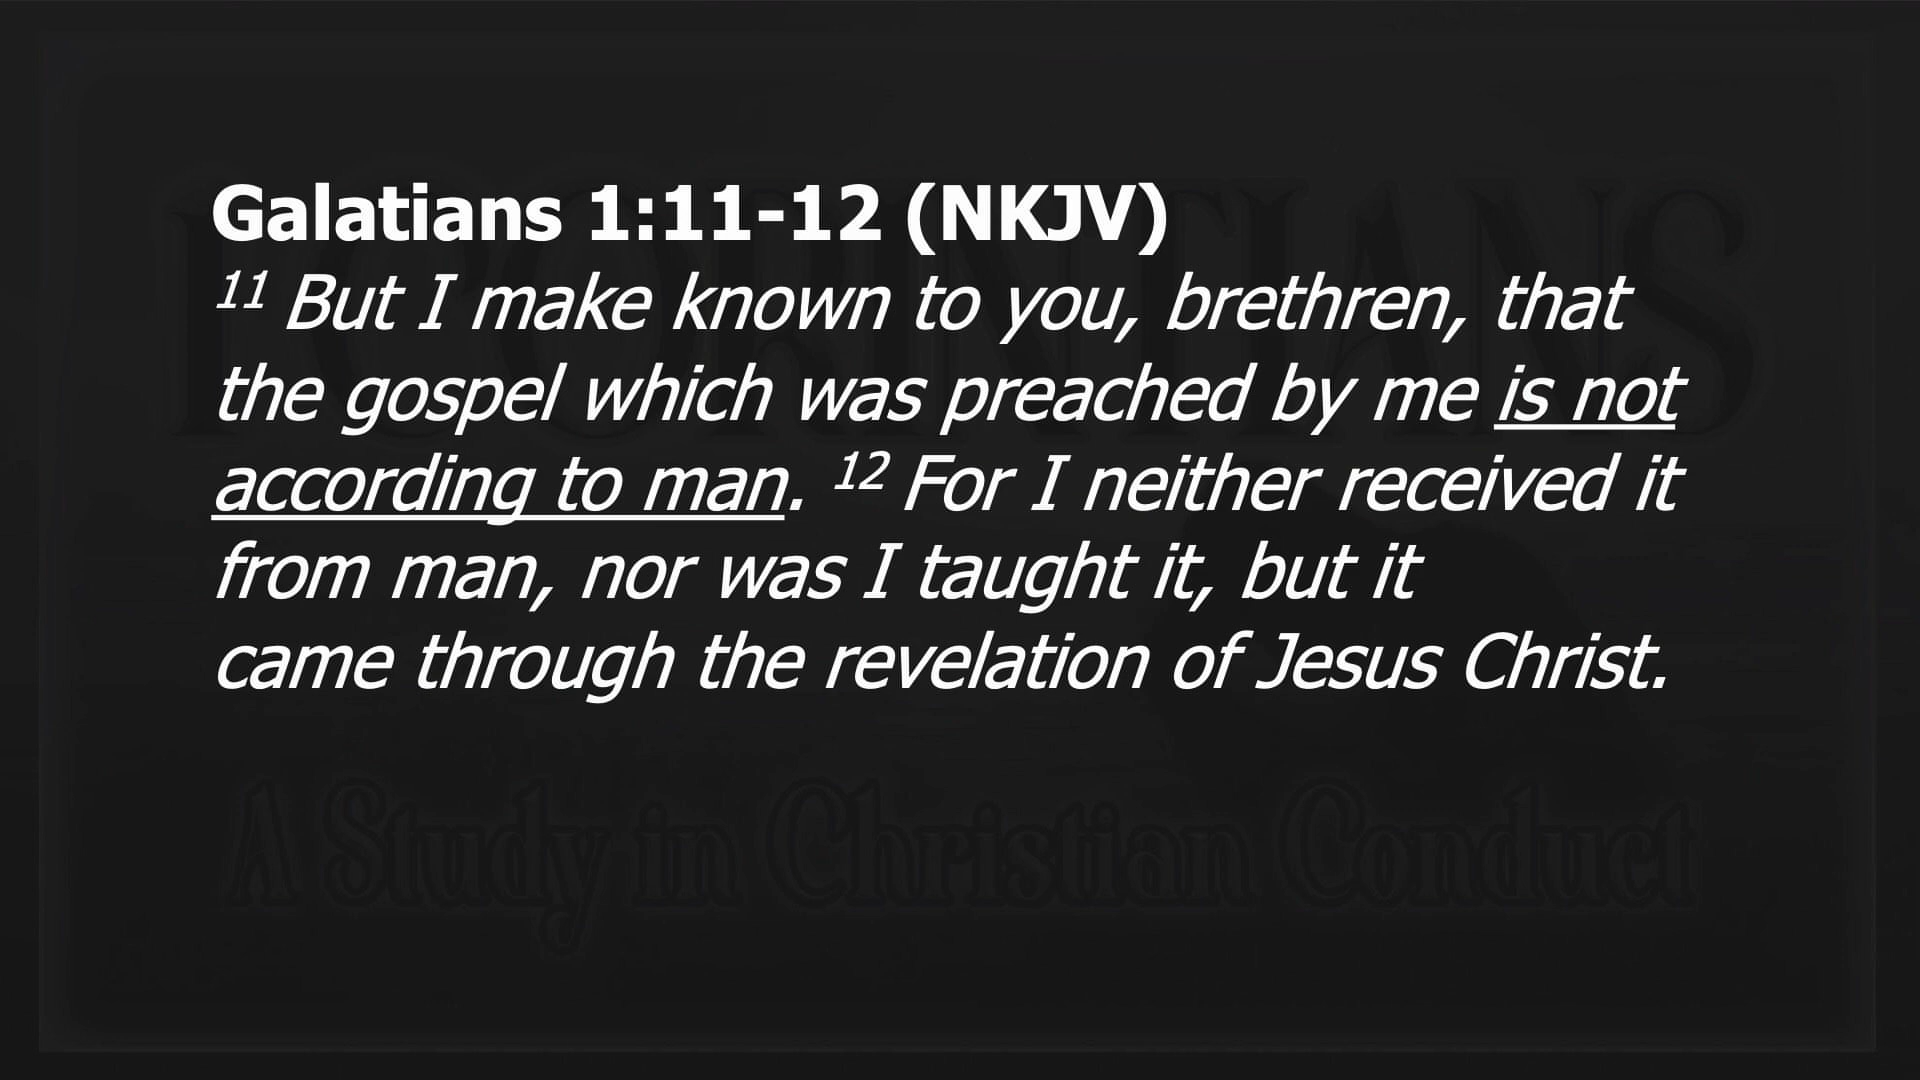 I CORINTHIANS
Galatians 1:11-12 (NKJV)
11 But I make known to you, brethren, that
the gospel which was preached by me is not
according to man. 12 For I neither received it
from man, nor was I taught it, but it
came through the revelation of Jesus Christ.
A Study in Christian Conduct